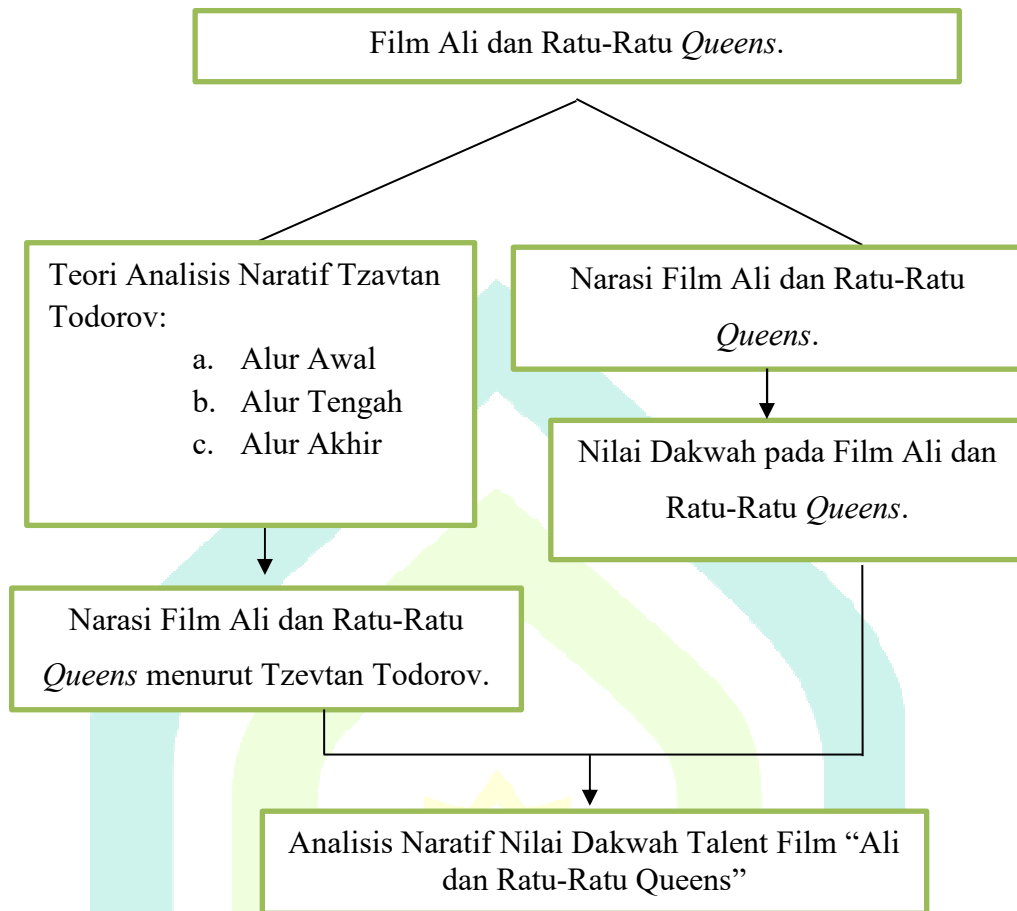 Film Ali dan Ratu-Ratu Queens.
Teori Analisis Naratif Tzavtan
Todorov:
a. Alur Awal
b. Alur Tengah
c. Alur Akhir
Narasi Film Ali dan Ratu-Ratu
Queens.
Nilai Dakwah pada Film Ali dan
Ratu-Ratu Queens.
Narasi Film Ali dan Ratu-Ratu
Queens menurut Tzevtan Todorov.
Analisis Naratif Nilai Dakwah Talent Film “Ali
dan Ratu-Ratu Queens”